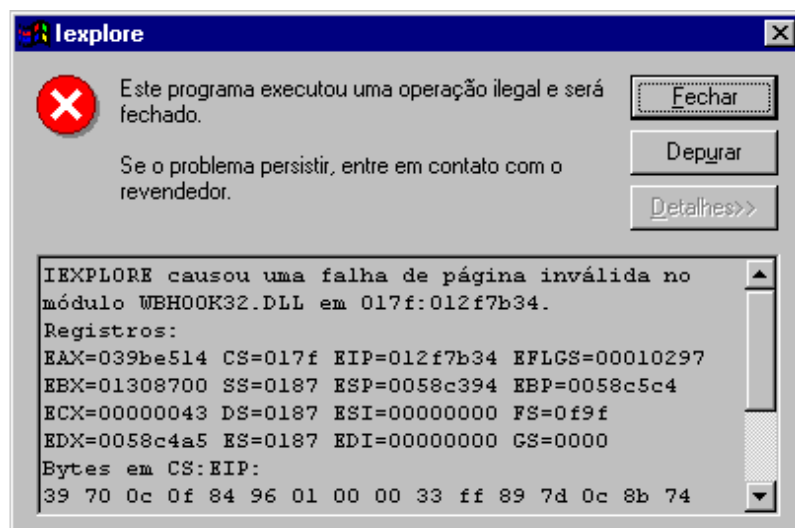 Iexplore
Este programa executou uma operação ilegal e será
fechado.
Se o problema persistir, entre em contato com o
revendedor.
Fechar
Depurar
Detalhes>>
IEXPLORE causou uma falha de página inválida no
módulo WBH00K32.DLL em 017f:012f7b34.
Registros:
EAX=039be514 CS=017f EIP=012f7b34 EFLGS=00010297
EBX=01308700 SS=0187 ESP=0058c394 EBP=0058c5c4
ECX=00000043 DS=0187 ESI=00000000 FS=0f9f
EDX=0058c4a5 ES=0187 EDI=00000000 GS=0000
Bytes em CS:EIP:
39 70 0c 0f 84 96 01 00 00 33 ff 89 7d 0c 8b 74